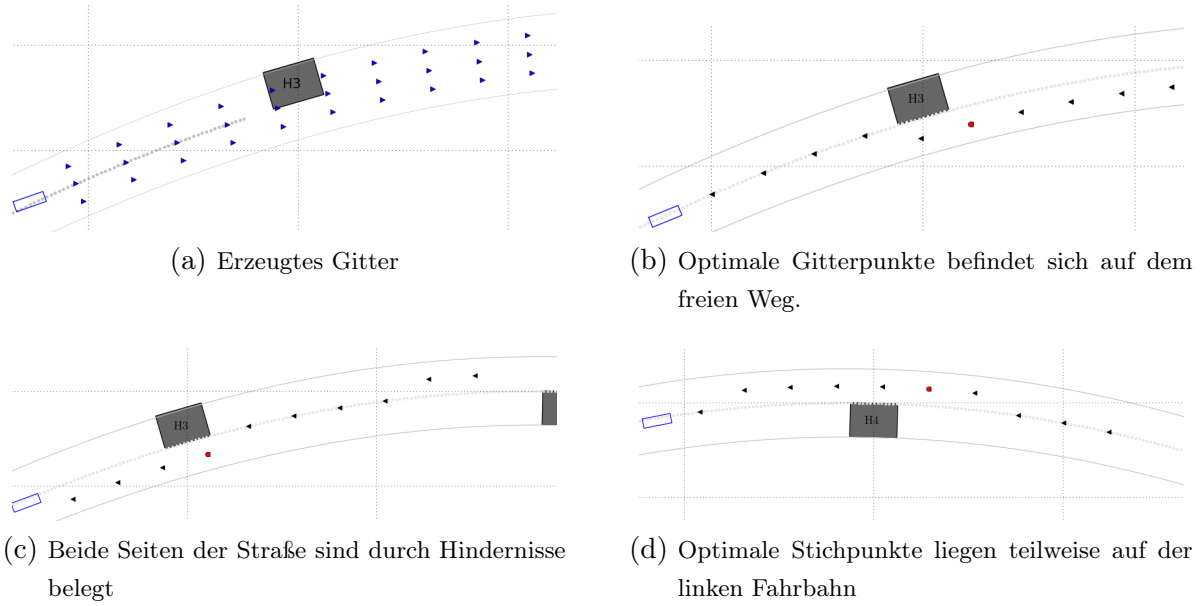 H3
(a) Erzeugtes Gitter
H3
(b) Optimale Gitterpunkte befindet sich auf dem
freien Weg.
H3
(c) Beide Seiten der Straße sind durch Hindernisse
belegt
H4
(d) Optimale Stichpunkte liegen teilweise auf der
linken Fahrbahn